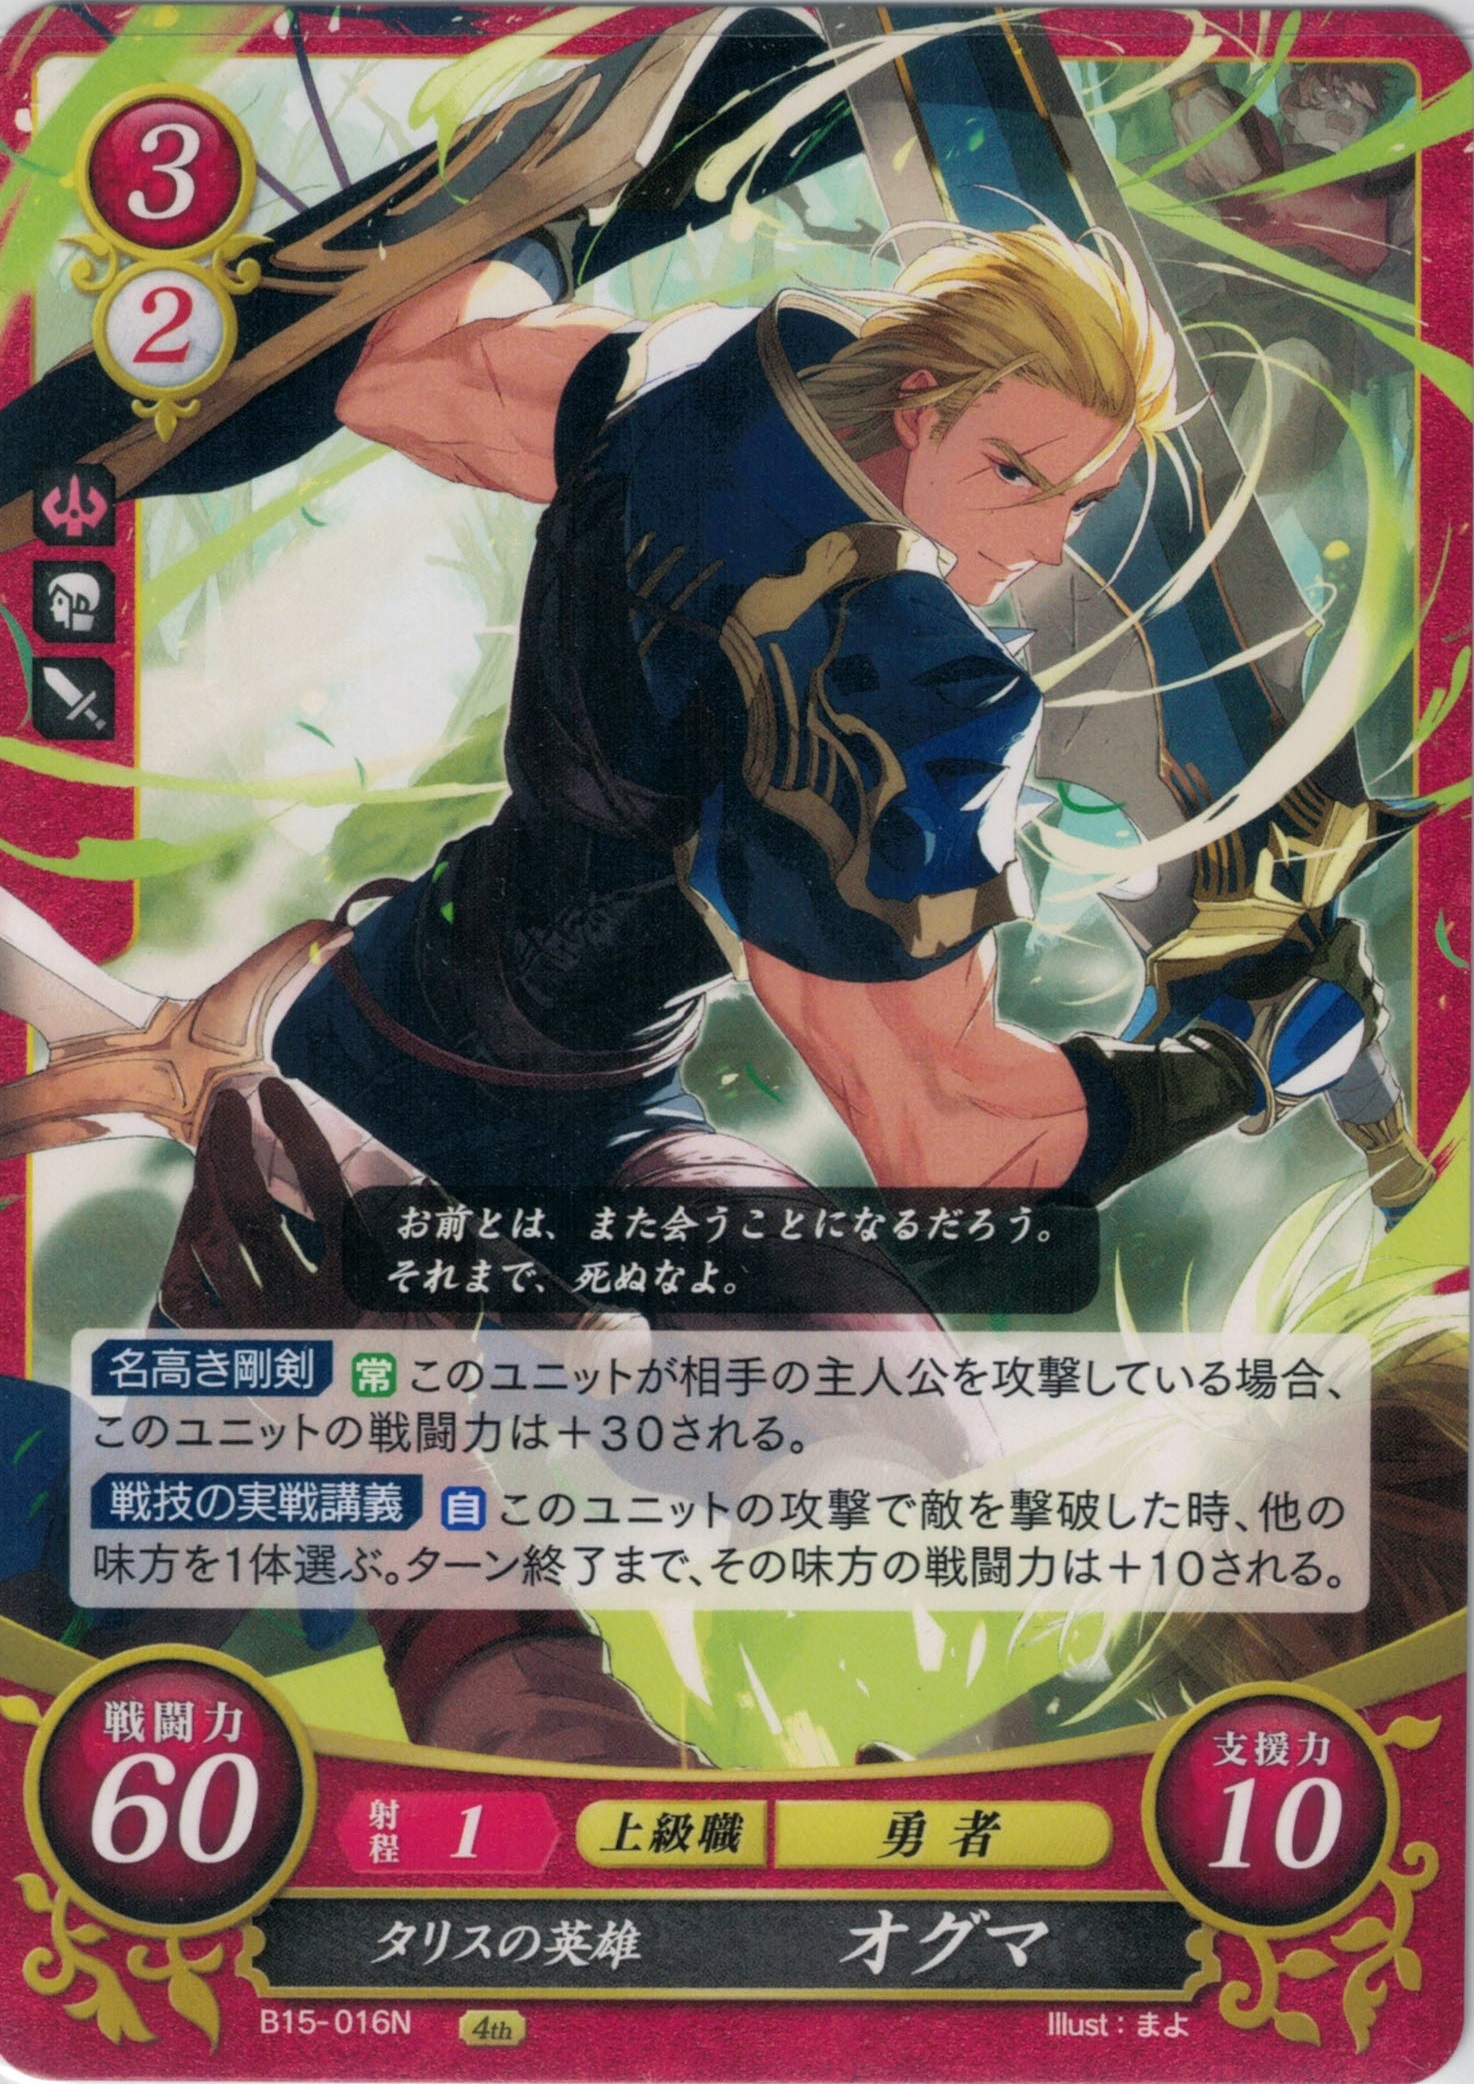 3
2
お前とは、また会うことになるだろう。
それまで、死ぬなよ。
名高き剛剣 常 このユニットが相手の主人公を攻撃している場合、
このユニットの戦闘力は＋30される。
戦技の実戦講義 自 このユニットの攻撃で敵を撃破した時、他の
味方を1体選ぶ。ターン終了まで、その味方の戦闘力は＋10される。
戦闘力
60
射程 1
上級職 勇者
支援力
10
タリスの英雄 オグマ
B15-016N 4th Illust：まよ